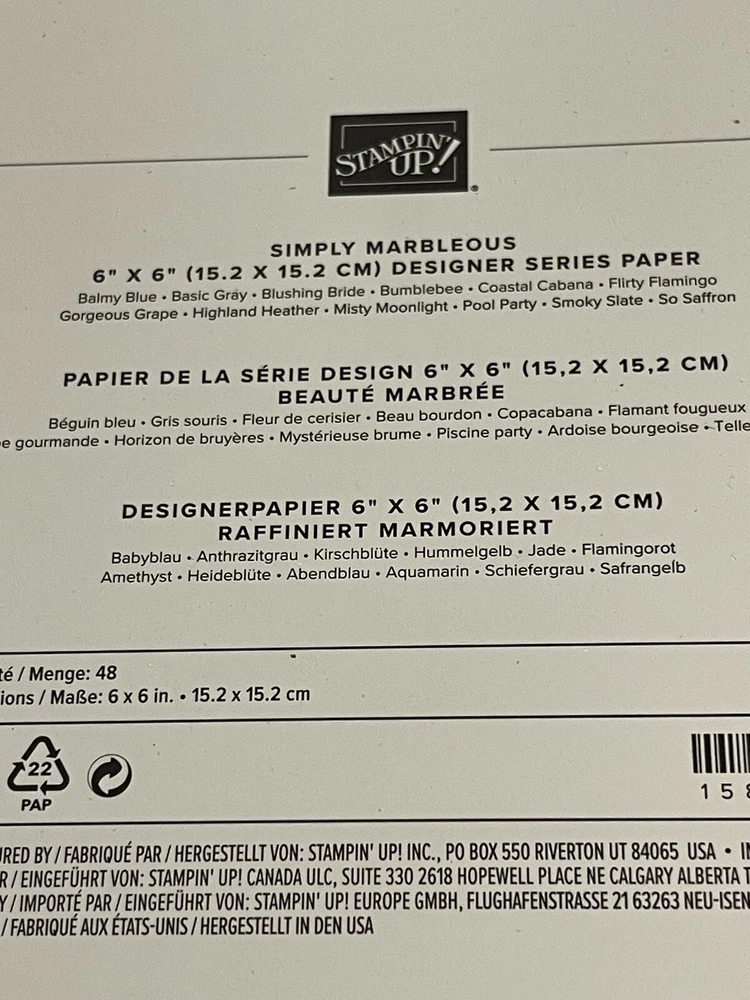 STAMPIN'
UP!
SIMPLY MARBLEOUS
6" X 6" (15.2 X 15.2 CM) DESIGNER SERIES PAPER
Balmy Blue • Basic Gray • Blushing Bride • Bumblebee • Coastal Cabana • Flirty Flamingo
Gorgeous Grape • Highland Heather • Misty Moonlight • Pool Party • Smoky Slate • So Saffron
PAPIER DE LA SÉRIE DESIGN 6" X 6" (15,2 X 15,2 CM)
BEAUTÉ MARBRÉE
Béguin bleu • Gris souris • Fleur de cerisier • Beau bourdon • Copacabana • Flamant fougueux
e gourmande • Horizon de bruyères • Mystérieuse brume • Piscine party • Ardoise bourgeoise • Telle
DESIGNERPAPIER 6" X 6" (15,2 X 15,2 CM)
RAFFINIERT MARMORIERT
Babyblau • Anthrazitgrau • Kirschblüte • Hummelgelb • Jade • Flamingorot
Amethyst • Heideblüte • Abendblau • Aquamarin • Schiefergrau • Safrangelb
té / Menge: 48
ions / Maße: 6 x 6 in. • 15.2 x 15.2 cm
22
PAP
15
RED BY / FABRIQUÉ PAR / HERGESTELLT VON: STAMPIN' UP! INC., PO BOX 550 RIVERTON UT 84065 USA •
R / EINGEFÜHRT VON: STAMPIN' UP! CANADA ULC, SUITE 330 2618 HOPEWELL PLACE NE CALGARY ALBERTA T
Y / IMPORTÉ PAR / EINGEFÜHRT VON: STAMPIN' UP! EUROPE GMBH, FLUGHAFENSTRASSE 21 63263 NEU-ISEN
/ FABRIQUÉ AUX ÉTATS-UNIS / HERGESTELLT IN DEN USA